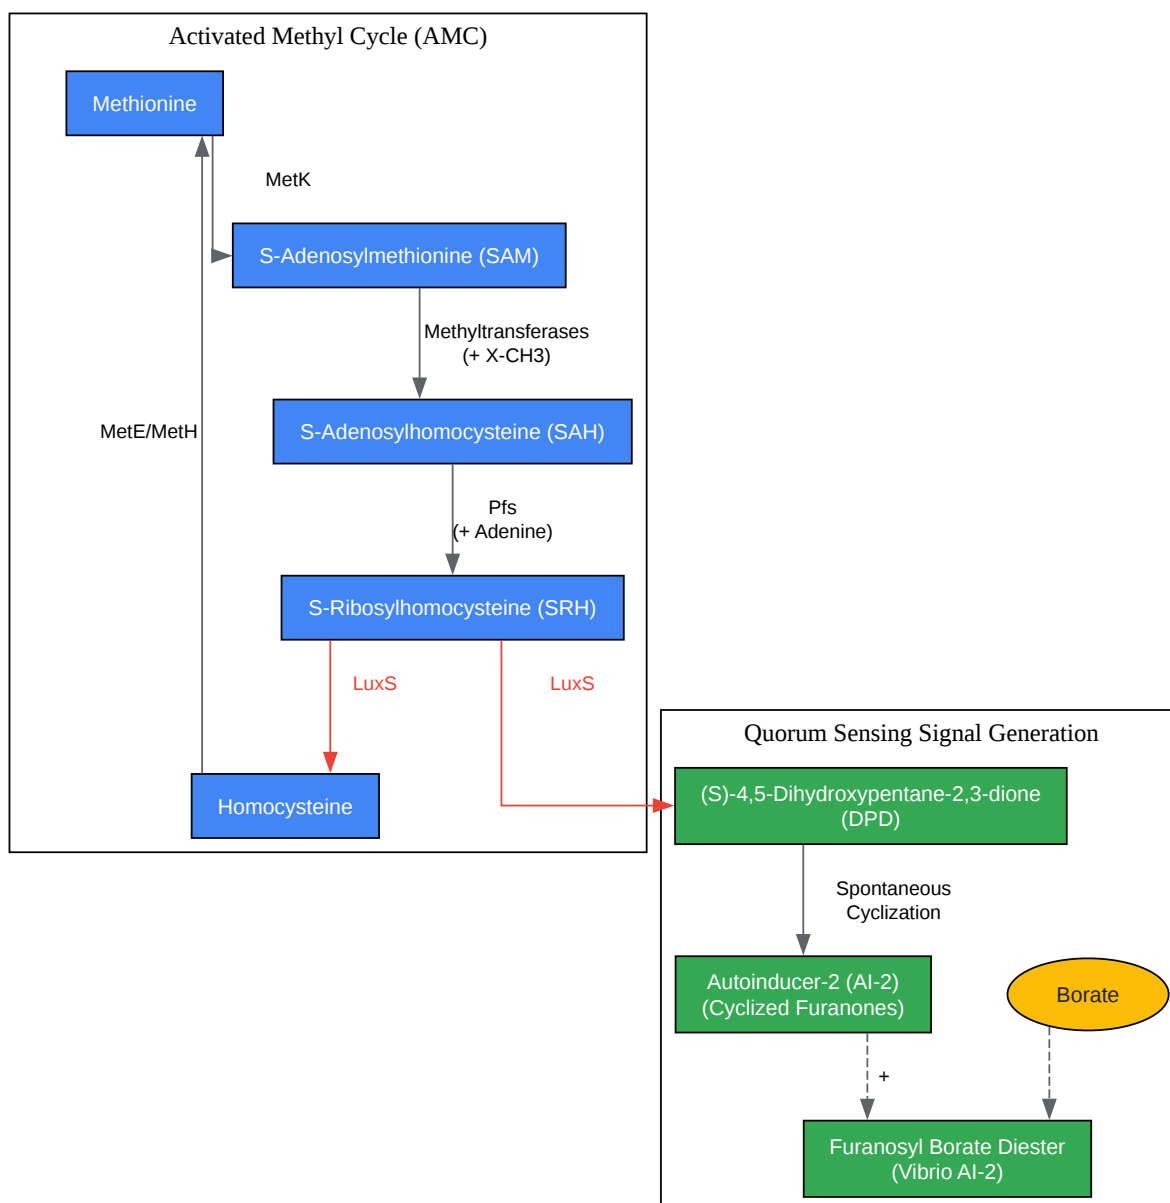 Activated Methyl Cycle (AMC)
Methionine
MetK
S-Adenosylmethionine (SAM)
Methyltransferases
(+ X-CH3)
MetE/MetH
S-Adenosylhomocysteine (SAH)
Pfs
(+ Adenine)
S-Ribosylhomocysteine (SRH)
LuxS
LuxS
Homocysteine
Quorum Sensing Signal Generation
(S)-4,5-Dihydroxypentane-2,3-dione
(DPD)
Spontaneous
Cyclization
Autoinducer-2 (AI-2)
(Cyclized Furanones)
Borate
+
Furanosyl Borate Diester
(Vibrio AI-2)